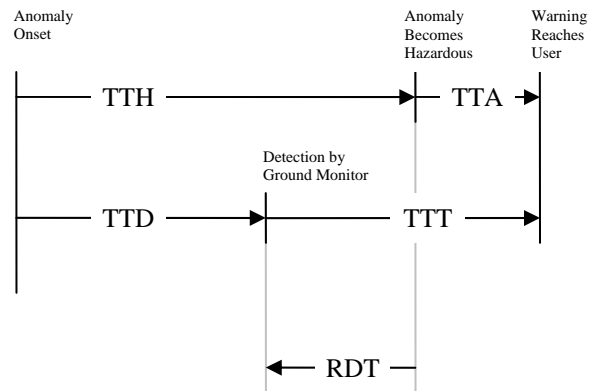 Anomaly
Onset
Anomaly
Becomes
Hazardous
Warning
Reaches
User
TTH
TTA
Detection by
Ground Monitor
TTD
TTT
RDT